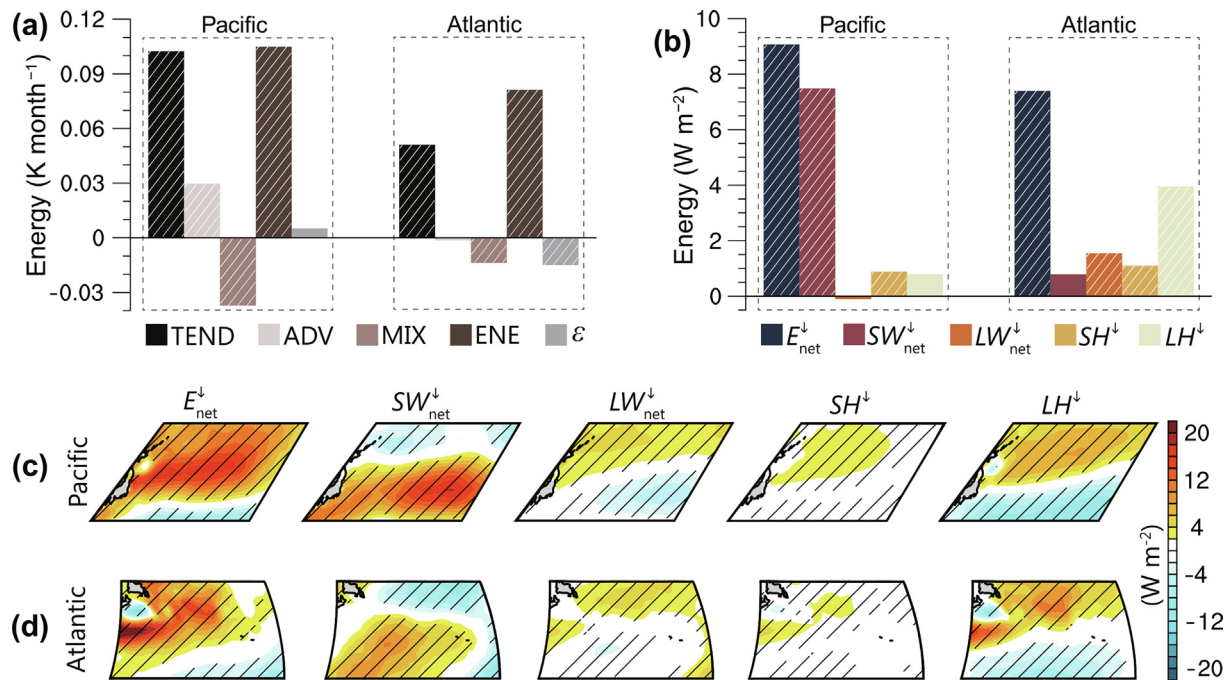 (a)
Pacific
Atlantic
0.12
0.09
0.06
0.03
0
-0.03
Energy (K month⁻¹)
TEND ADV MIX ENE ε
(b)
Pacific
Atlantic
10
8
6
4
2
0
Energy (W m⁻²)
E↓net SW↓net LW↓net SH↓ LH↓
E↓net SW↓net LW↓net SH↓ LH↓
(c)
Pacific
(d)
Atlantic
20
12
4
-4
-12
-20
(W m⁻²)